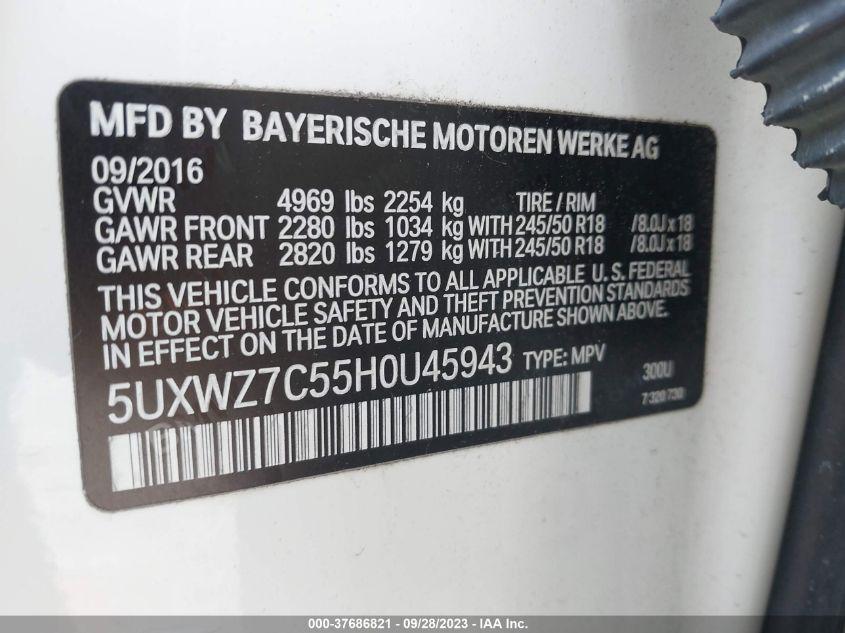 MFD BY BAYERISCHE MOTOREN WERKE AG
09/2016
GVWR 4969 lbs 2254 kg TIRE / RIM
GAWR FRONT 2280 lbs 1034 kg WITH 245/50 R18 /8.0J x 18
GAWR REAR 2820 lbs 1279 kg WITH 245/50 R18 /8.0J x 18
THIS VEHICLE CONFORMS TO ALL APPLICABLE U.S. FEDERAL
MOTOR VEHICLE SAFETY AND THEFT PREVENTION STANDARDS
IN EFFECT ON THE DATE OF MANUFACTURE SHOWN ABOVE.
5UXWZ7C55H0U45943 TYPE: MPV 300U
7 320 730
000-37686821 - 09/28/2023 - IAA Inc.